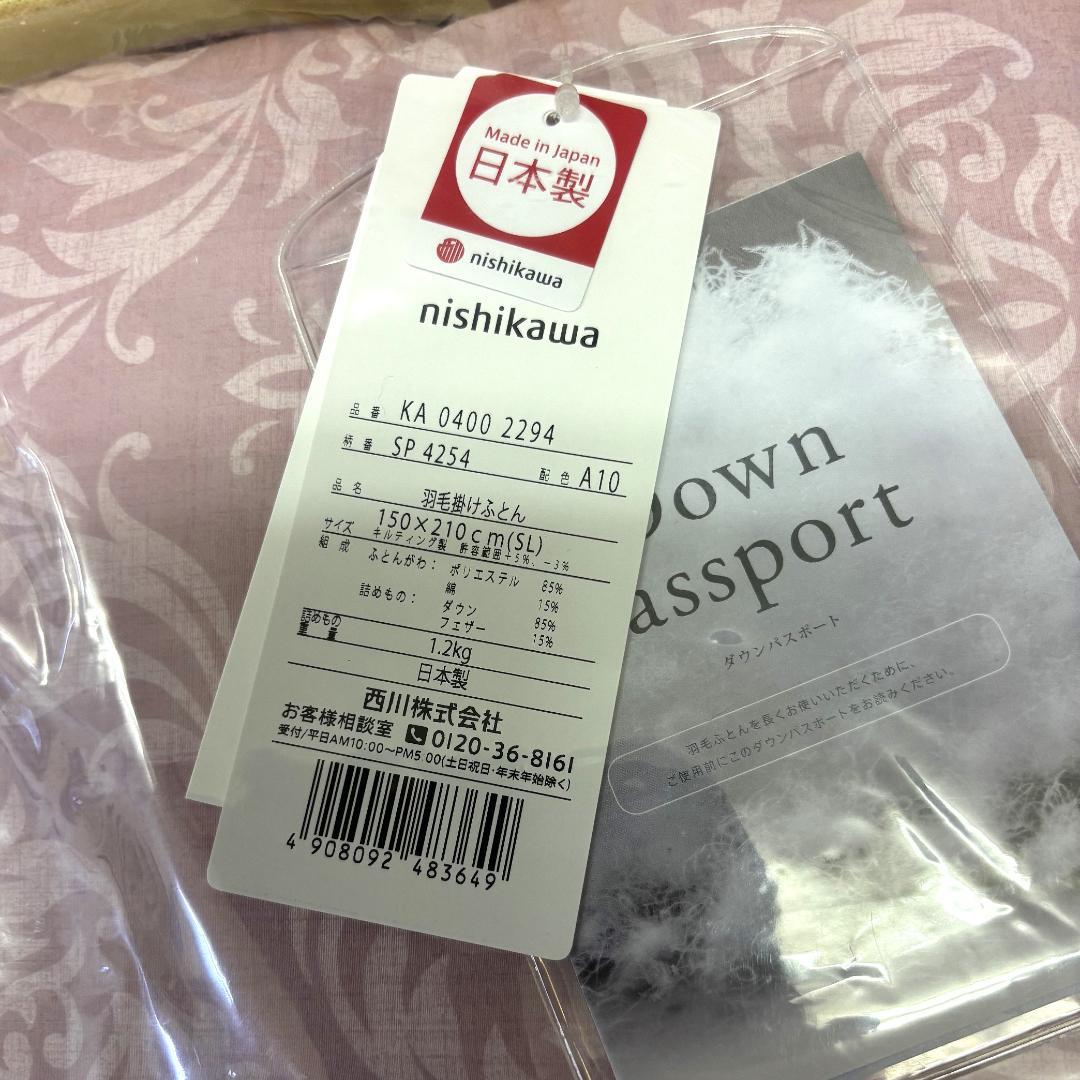 Made in Japan
日本製
nishikawa
nishikawa
品番 KA 0400 2294
柄番 SP 4254 配色 A10
品名 羽毛掛けふとん
サイズ 150×210cm(SL)
キルティング製 許容範囲+5%、-3%
組成 ふとんがわ： ポリエステル 85%
綿 15%
詰めもの： ダウン 85%
フェザー 15%
詰めもの
重量 1.2kg
日本製
西川株式会社
お客様相談室 0120-36-8161
受付/平日AM10:00〜PM5:00(土日祝日・年末年始除く)
4 908092 483649
Down
assport
ダウンパスポート
羽毛ふとんを長くお使いいただくために、
ご使用前にこのダウンパスポートをお読みください。